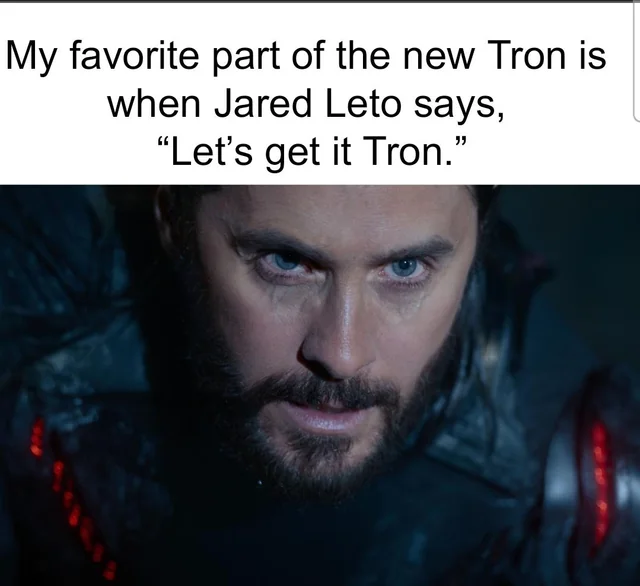 My favorite part of the new Tron is
when Jared Leto says,
“Let’s get it Tron.”